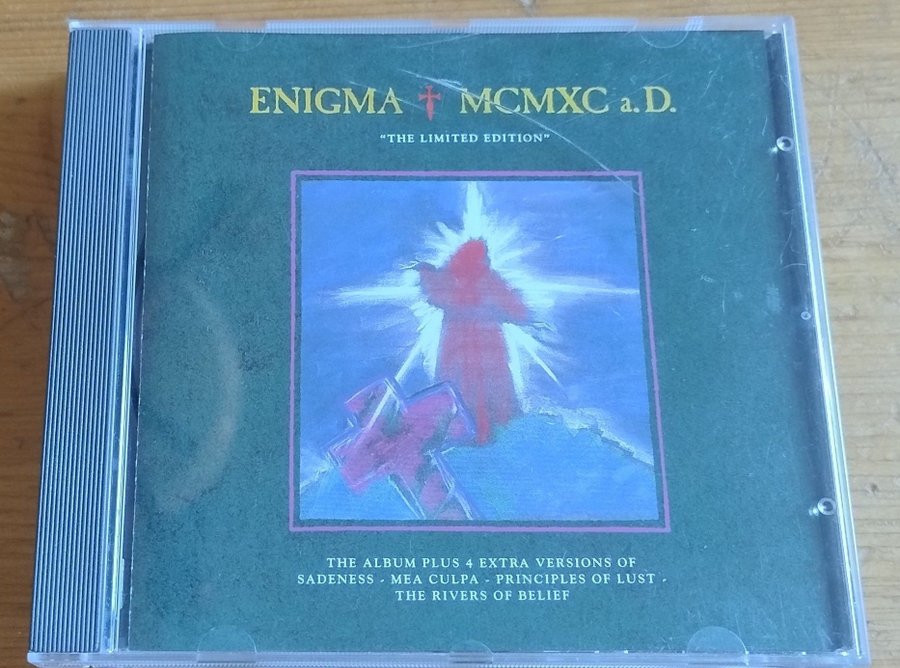 ENIGMA MCMXC a.D.
"THE LIMITED EDITION"
THE ALBUM PLUS 4 EXTRA VERSIONS OF
SADENESS - MEA CULPA - PRINCIPLES OF LUST -
THE RIVERS OF BELIEF